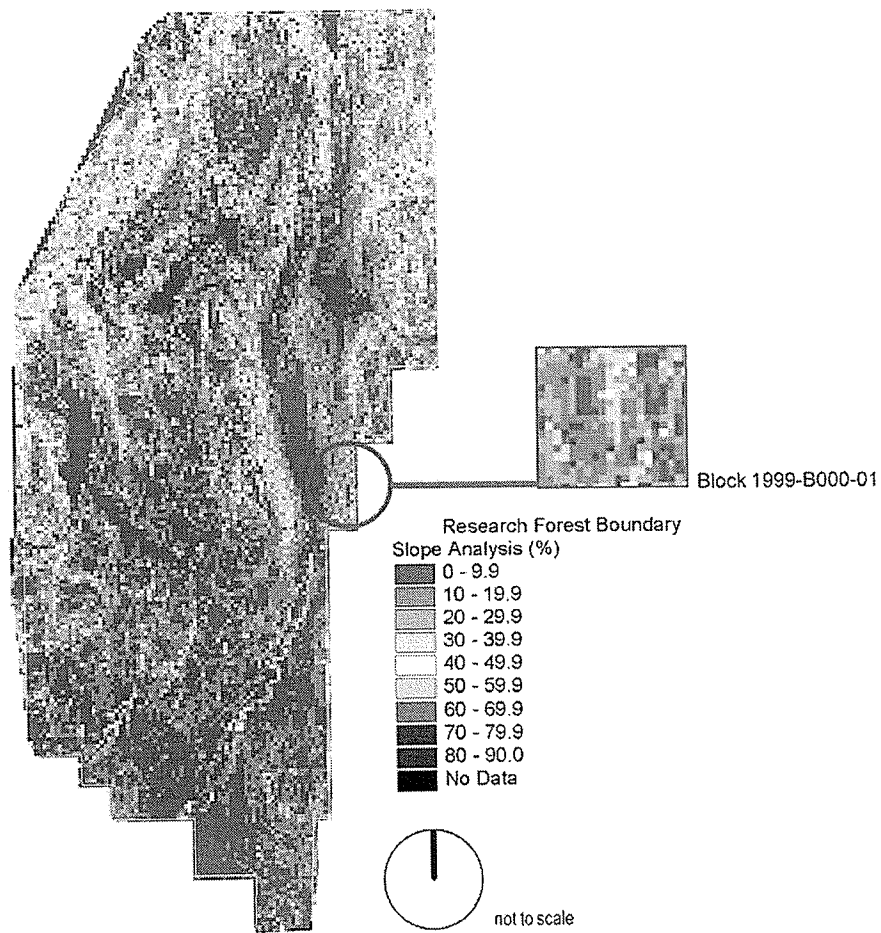 Block 1999-B000-01
Research Forest Boundary
Slope Analysis (%)
0 - 9.9
10 - 19.9
20 - 29.9
30 - 39.9
40 - 49.9
50 - 59.9
60 - 69.9
70 - 79.9
80 - 90.0
No Data
not to scale